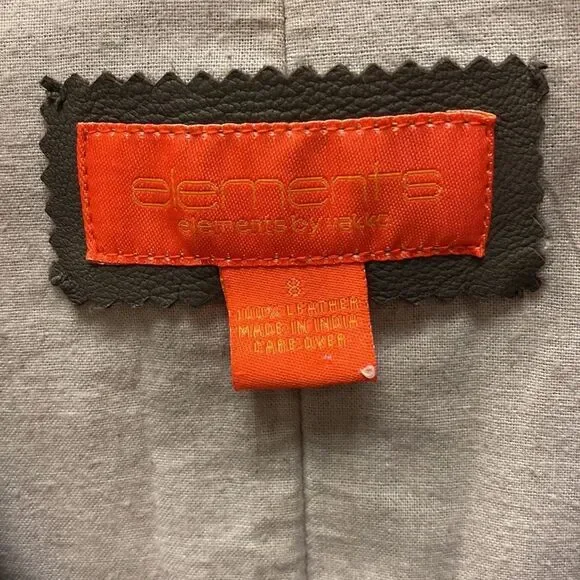 elements
elements by vakko
8
100% LEATHER
MADE IN INDIA
CARE OVER